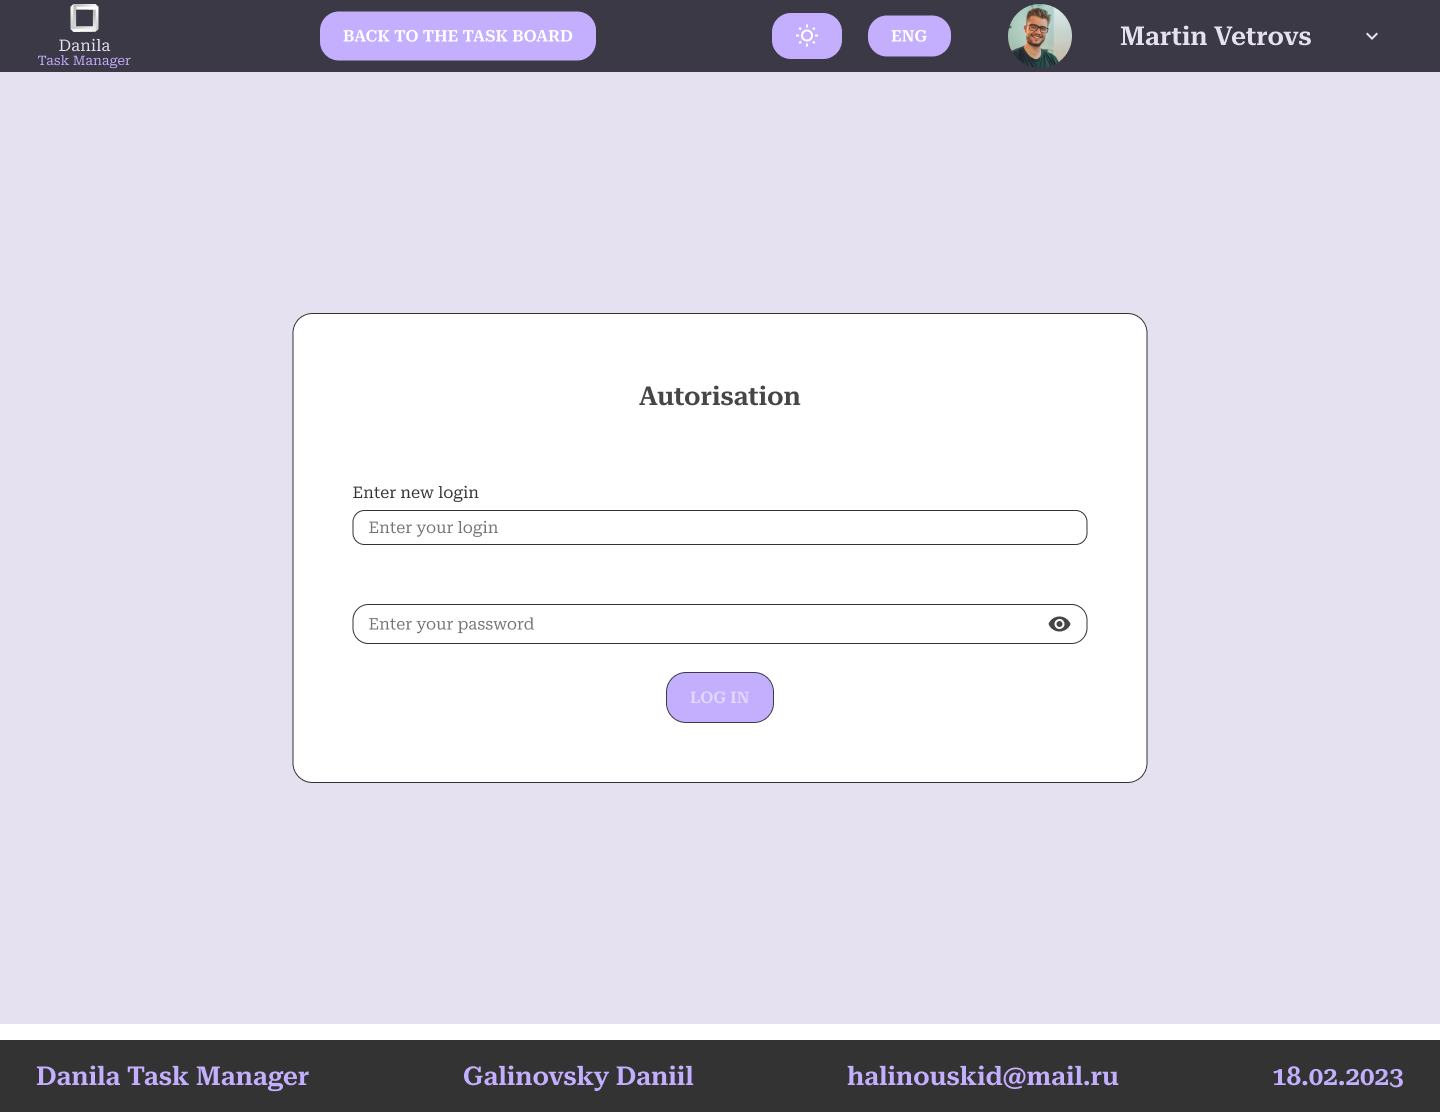 Danila
Task Manager
BACK TO THE TASK BOARD
ENG
Martin Vetrovs
Autorisation
Enter new login
Enter your login
Enter your password
LOG IN
Danila Task Manager
Galinovsky Daniil
halinouskid@mail.ru
18.02.2023